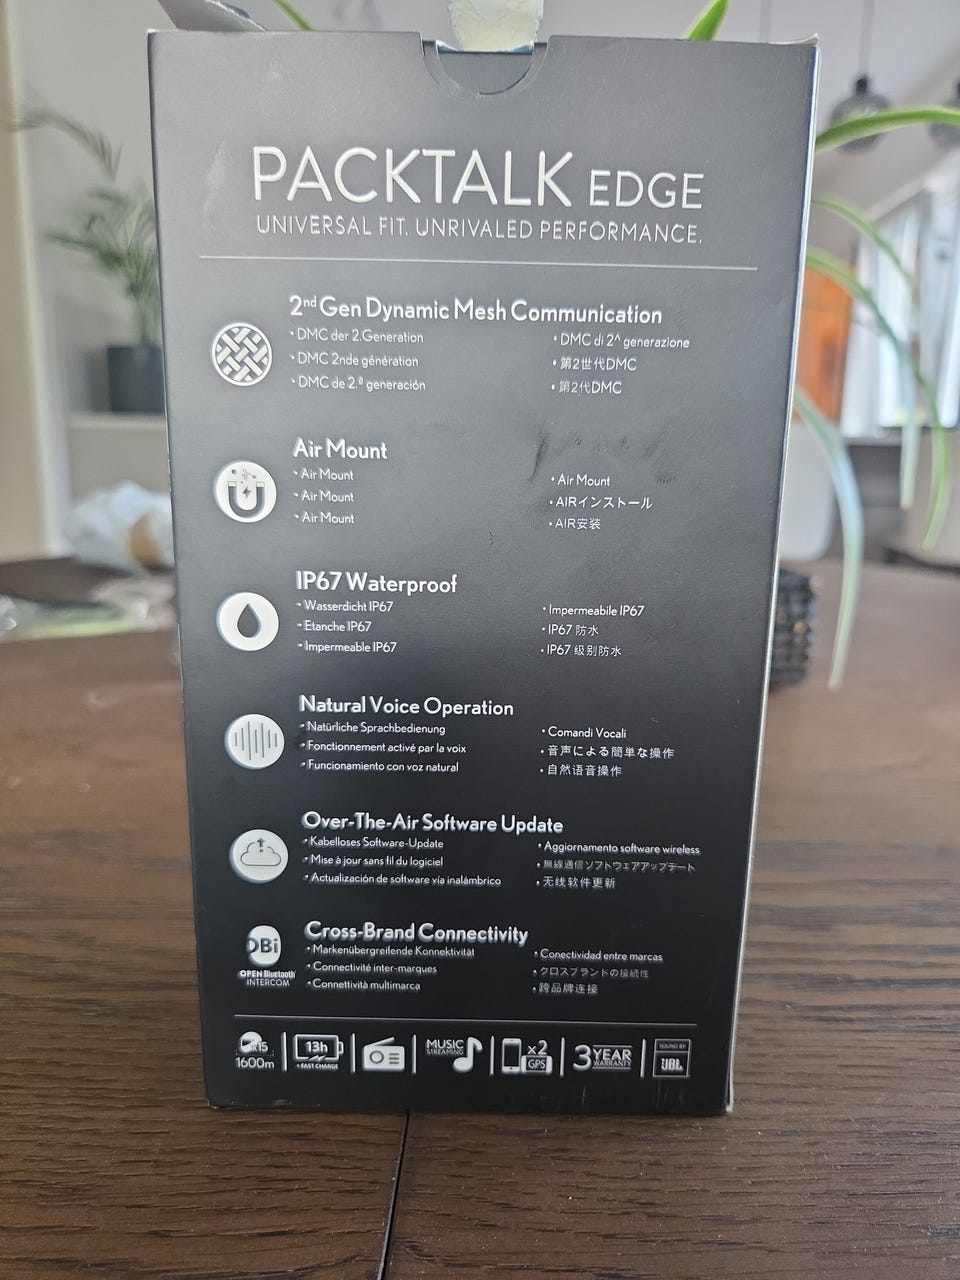 PACKTALK EDGE
UNIVERSAL FIT. UNRIVALED PERFORMANCE.
2nd Gen Dynamic Mesh Communication
• DMC der 2.Generation
• DMC 2nde génération
• DMC de 2.ª generación
• DMC di 2^ generazione
• 第2世代DMC
• 第2代DMC
Air Mount
• Air Mount
• Air Mount
• Air Mount
• Air Mount
• AIRインストール
• AIR安装
IP67 Waterproof
• Wasserdicht IP67
• Etanche IP67
• Impermeable IP67
• Impermeabile IP67
• IP67 防水
• IP67 级别防水
Natural Voice Operation
• Natürliche Sprachbedienung
• Fonctionnement activé par la voix
• Funcionamiento con voz natural
• Comandi Vocali
• 音声による簡単な操作
• 自然语音操作
Over-The-Air Software Update
• Kabelloses Software-Update
• Mise à jour sans fil du logiciel
• Actualización de software vía inalámbrico
• Aggiornamento software wireless
• 無線通信ソフトウェアアップデート
• 无线软件更新
OBi
OPEN Bluetooth
INTERCOM
Cross-Brand Connectivity
• Markenübergreifende Konnektivität
• Connectivité inter-marques
• Connettività multimarca
• Conectividad entre marcas
• クロスブランドの接続性
• 跨品牌连接
x15
1600m
13h
+ FAST CHARGE
MUSIC
STREAMING
x2
GPS
3 YEAR
WARRANTY
SOUND BY
JBL